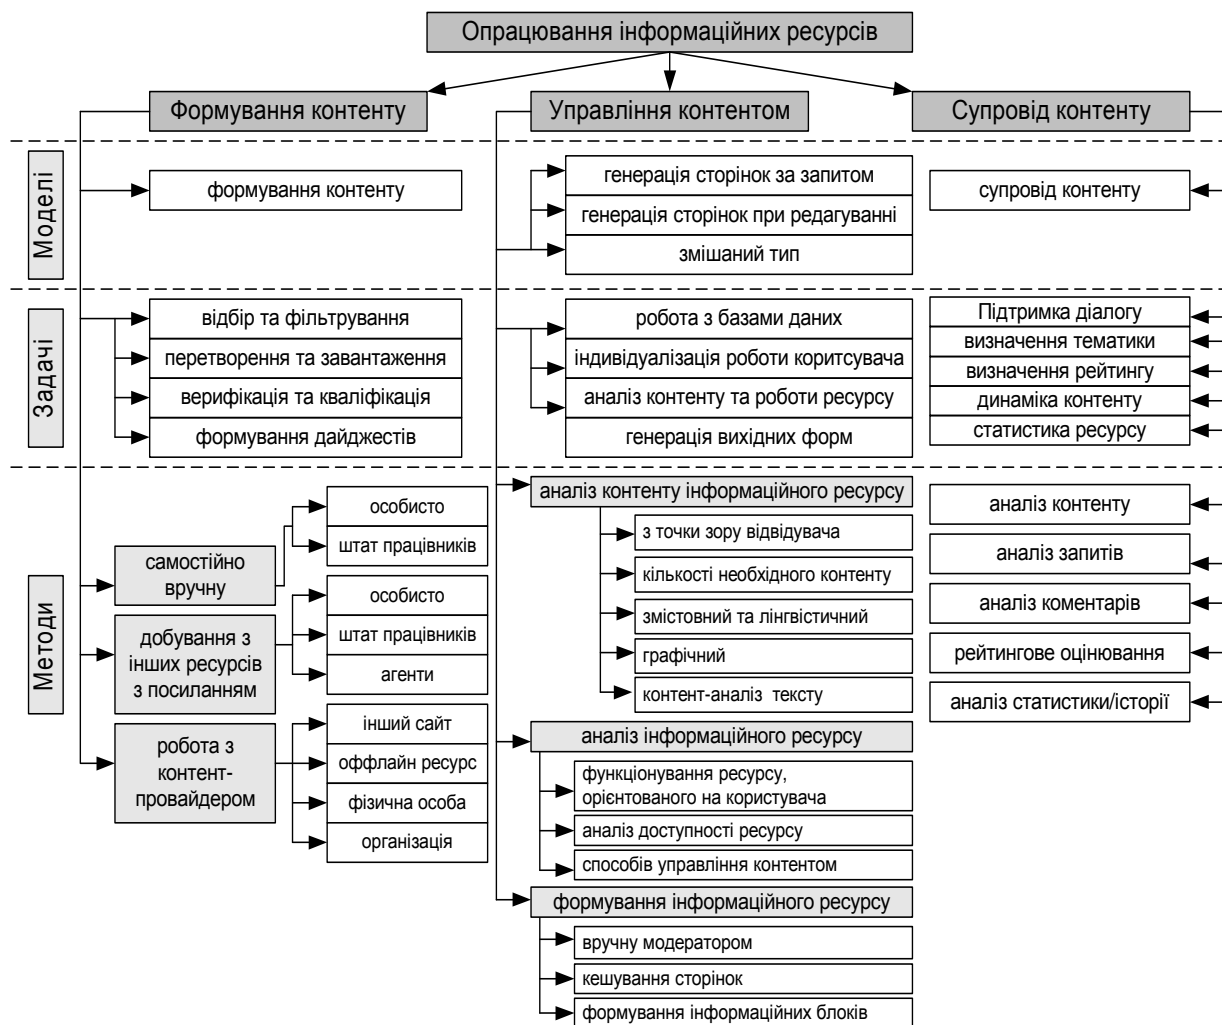 Опрацювання інформаційних ресурсів
Формування контенту
Управління контентом
Супровід контенту
Моделі
формування контенту
генерація сторінок за запитом
генерація сторінок при редагуванні
змішаний тип
супровід контенту
Задачі
відбір та фільтрування
перетворення та завантаження
верифікація та кваліфікація
формування дайджестів
робота з базами даних
індивідуалізація роботи коритсувача
аналіз контенту та роботи ресурсу
генерація вихідних форм
Підтримка діалогу
визначення тематики
визначення рейтингу
динаміка контенту
статистика ресурсу
Методи
самостійно
вручну
особисто
штат працівників
добування з
інших ресурсів
з посиланням
особисто
штат працівників
агенти
робота з
контент-
провайдером
інший сайт
оффлайн ресурс
фізична особа
організація
аналіз контенту інформаційного ресурсу
з точки зору відвідувача
кількості необхідного контенту
змістовний та лінгвістичний
графічний
контент-аналіз тексту
аналіз інформаційного ресурсу
функціонування ресурсу,
орієнтованого на користувача
аналіз доступності ресурсу
способів управління контентом
формування інформаційного ресурсу
вручну модератором
кешування сторінок
формування інформаційних блоків
аналіз контенту
аналіз запитів
аналіз коментарів
рейтингове оцінювання
аналіз статистики/історії